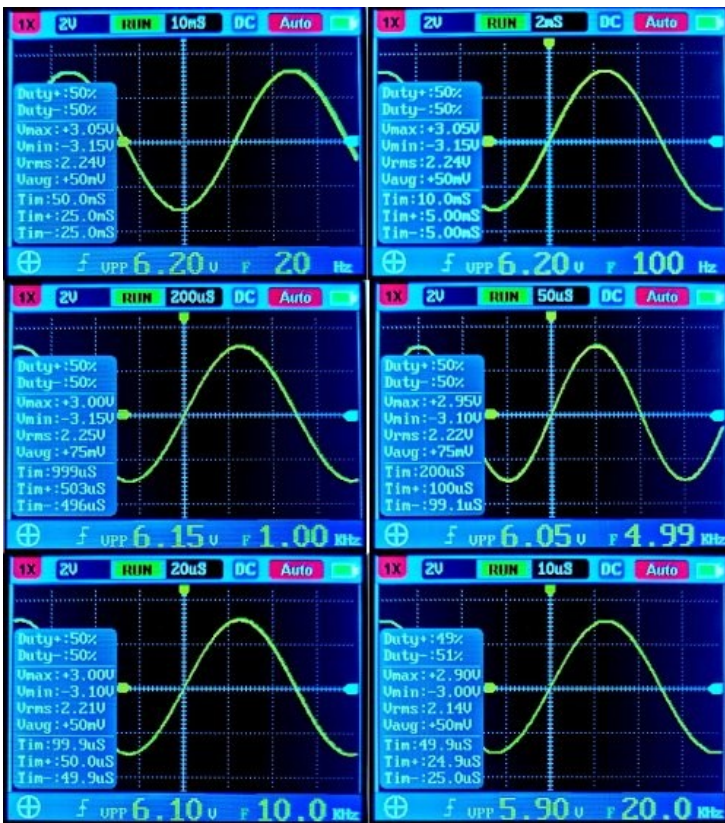 1X 2V RUN 10mS DC Auto
Duty+:50%
Duty-:50%
Vmax:+3.05V
Vmin:-3.15V
Vrms:2.24V
Vavg:+50mV
Tim:50.0mS
Tim+:25.0mS
Tim-:25.0mS
VPP 6.20 V F 20 Hz
1X 2V RUN 2mS DC Auto
Duty+:50%
Duty-:50%
Vmax:+3.05V
Vmin:-3.15V
Vrms:2.24V
Vavg:+50mV
Tim:10.0mS
Tim+:5.00mS
Tim-:5.00mS
VPP 6.20 V F 100 Hz
1X 2V RUN 200uS DC Auto
Duty+:50%
Duty-:50%
Vmax:+3.00V
Vmin:-3.15V
Vrms:2.25V
Vavg:+75mV
Tim:999uS
Tim+:503uS
Tim-:496uS
VPP 6.15 V F 1.00 KHz
1X 2V RUN 50uS DC Auto
Duty+:50%
Duty-:50%
Vmax:+2.95V
Vmin:-3.10V
Vrms:2.22V
Vavg:+75mV
Tim:200uS
Tim+:100uS
Tim-:99.1uS
VPP 6.05 V F 4.99 KHz
1X 2V RUN 20uS DC Auto
Duty+:50%
Duty-:50%
Vmax:+3.00V
Vmin:-3.10V
Vrms:2.21V
Vavg:+50mV
Tim:99.9uS
Tim+:50.0uS
Tim-:49.9uS
VPP 6.10 V F 10.0 KHz
1X 2V RUN 10uS DC Auto
Duty+:49%
Duty-:51%
Vmax:+2.90V
Vmin:-3.00V
Vrms:2.14V
Vavg:+50mV
Tim:49.9uS
Tim+:24.9uS
Tim-:25.0uS
VPP 5.90 V F 20.0 KHz